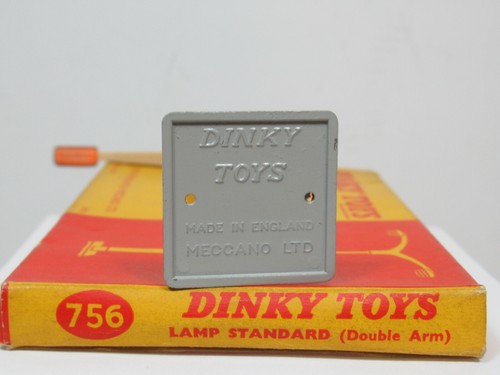 DINKY
TOYS
MADE IN ENGLAND
MECCANO LTD
756
DINKY TOYS
LAMP STANDARD (Double Arm)